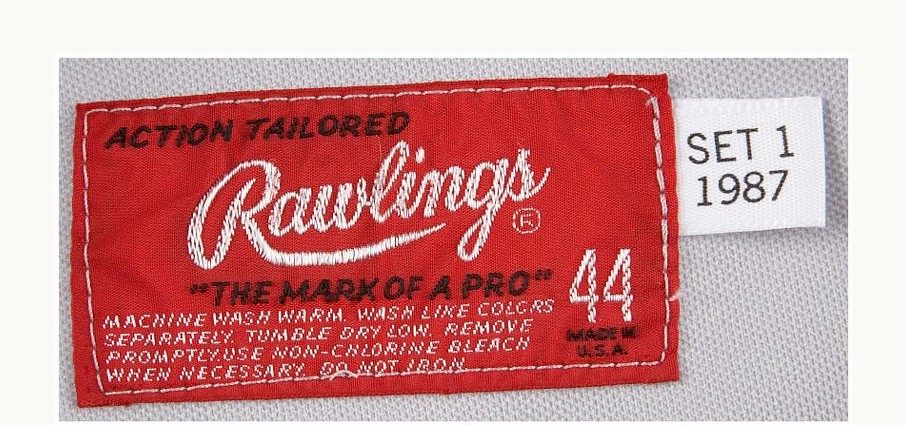 ACTION TAILORED
Rawlings ®
"THE MARK OF A PRO"
44
MACHINE WASH WARM. WASH LIKE COLORS
SEPARATELY. TUMBLE DRY LOW. REMOVE
PROMPTLY.USE NON-CHLORINE BLEACH
WHEN NECESSARY. DO NOT IRON.
MADE IN
U.S.A.
SET 1
1987